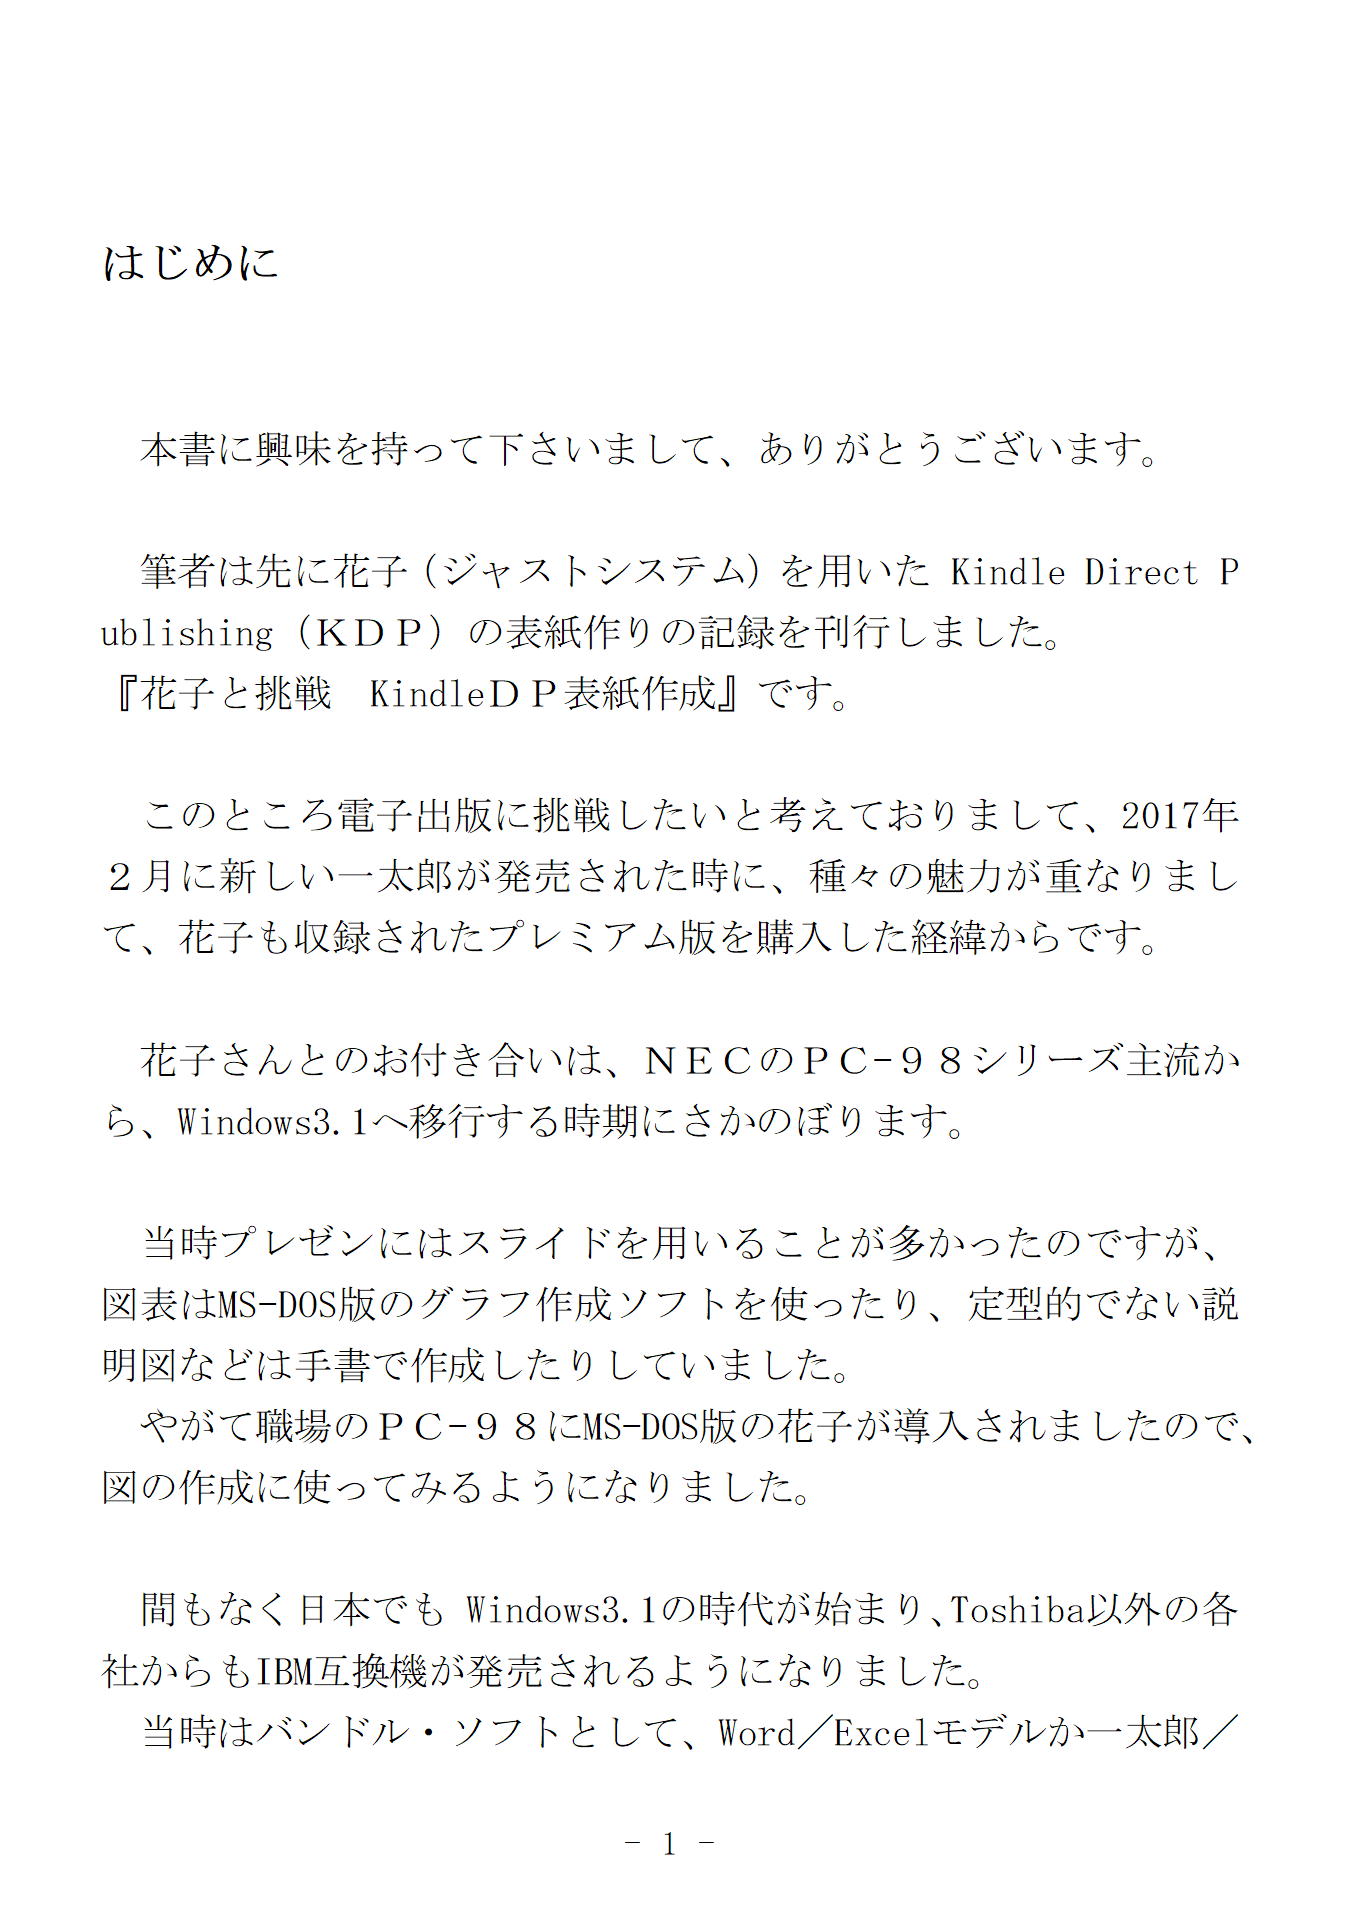 はじめに
　本書に興味を持って下さいまして、ありがとうございます。
　筆者は先に花子（ジャストシステム）を用いた Kindle Direct P
ublishing（ＫＤＰ）の表紙作りの記録を刊行しました。
『花子と挑戦　KindleＤＰ表紙作成』です。
　このところ電子出版に挑戦したいと考えておりまして、2017年
２月に新しい一太郎が発売された時に、種々の魅力が重なりまし
て、花子も収録されたプレミアム版を購入した経緯からです。
　花子さんとのお付き合いは、ＮＥＣのＰＣ-９８シリーズ主流か
ら、Windows3.1へ移行する時期にさかのぼります。
　当時プレゼンにはスライドを用いることが多かったのですが、
図表はMS-DOS版のグラフ作成ソフトを使ったり、定型的でない説
明図などは手書で作成したりしていました。
　やがて職場のＰＣ-９８にMS-DOS版の花子が導入されましたので、
図の作成に使ってみるようになりました。
　間もなく日本でも Windows3.1の時代が始まり、Toshiba以外の各
社からもIBM互換機が発売されるようになりました。
　当時はバンドル・ソフトとして、Word／Excelモデルか一太郎／
- 1 -